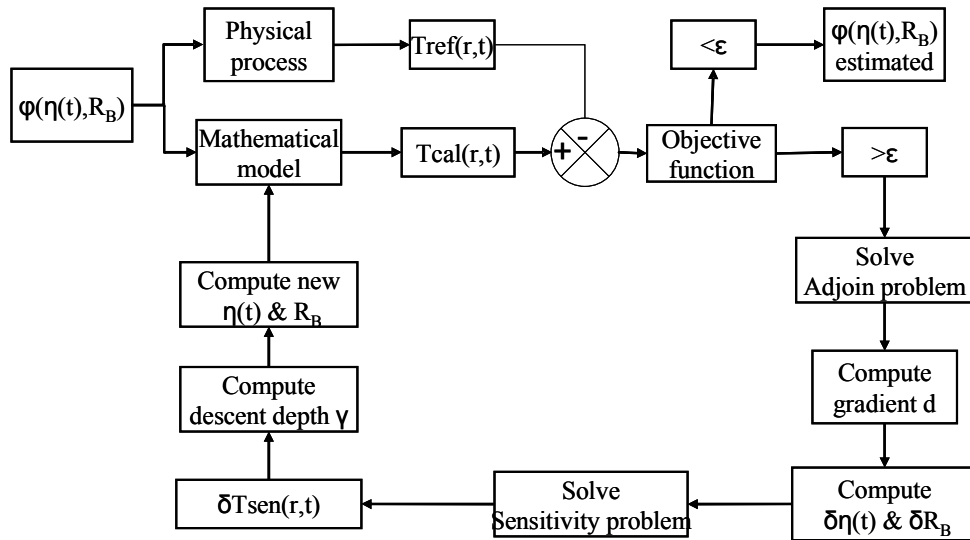 φ(η(t),R_B)
Physical
process
Tref(r,t)
Mathematical
model
Tcal(r,t)
+
-
Objective
function
<ε
φ(η(t),R_B)
estimated
>ε
Solve
Adjoin problem
Compute
gradient d
Compute
δη(t) & δR_B
Solve
Sensitivity problem
δTsen(r,t)
Compute
descent depth γ
Compute new
η(t) & R_B